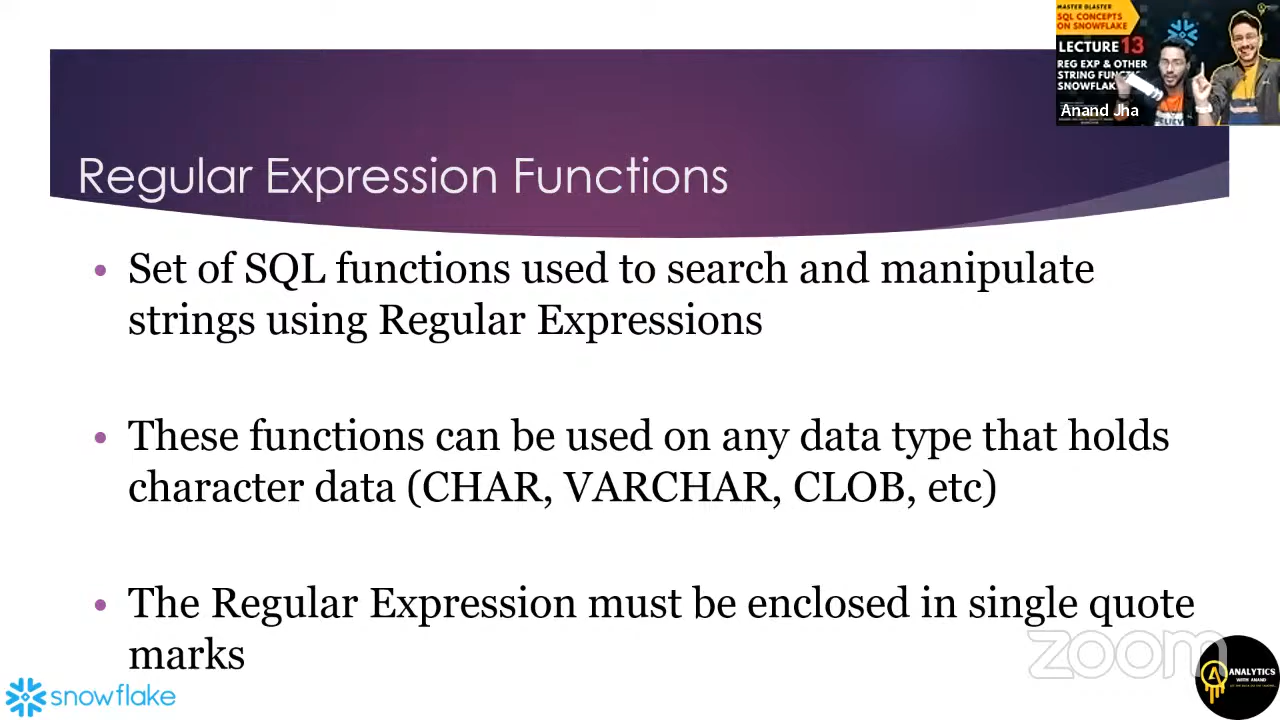 MASTER BLASTER
SQL CONCEPTS
ON SNOWFLAKE
LECTURE 13
REG EXP & OTHER
STRING
SNOWFLAKE
Anand Jha
Regular Expression Functions
• Set of SQL functions used to search and manipulate
strings using Regular Expressions
• These functions can be used on any data type that holds
character data (CHAR, VARCHAR, CLOB, etc)
• The Regular Expression must be enclosed in single quote
marks
zoom
snowflake
ANALYTICS
WITH ANAND